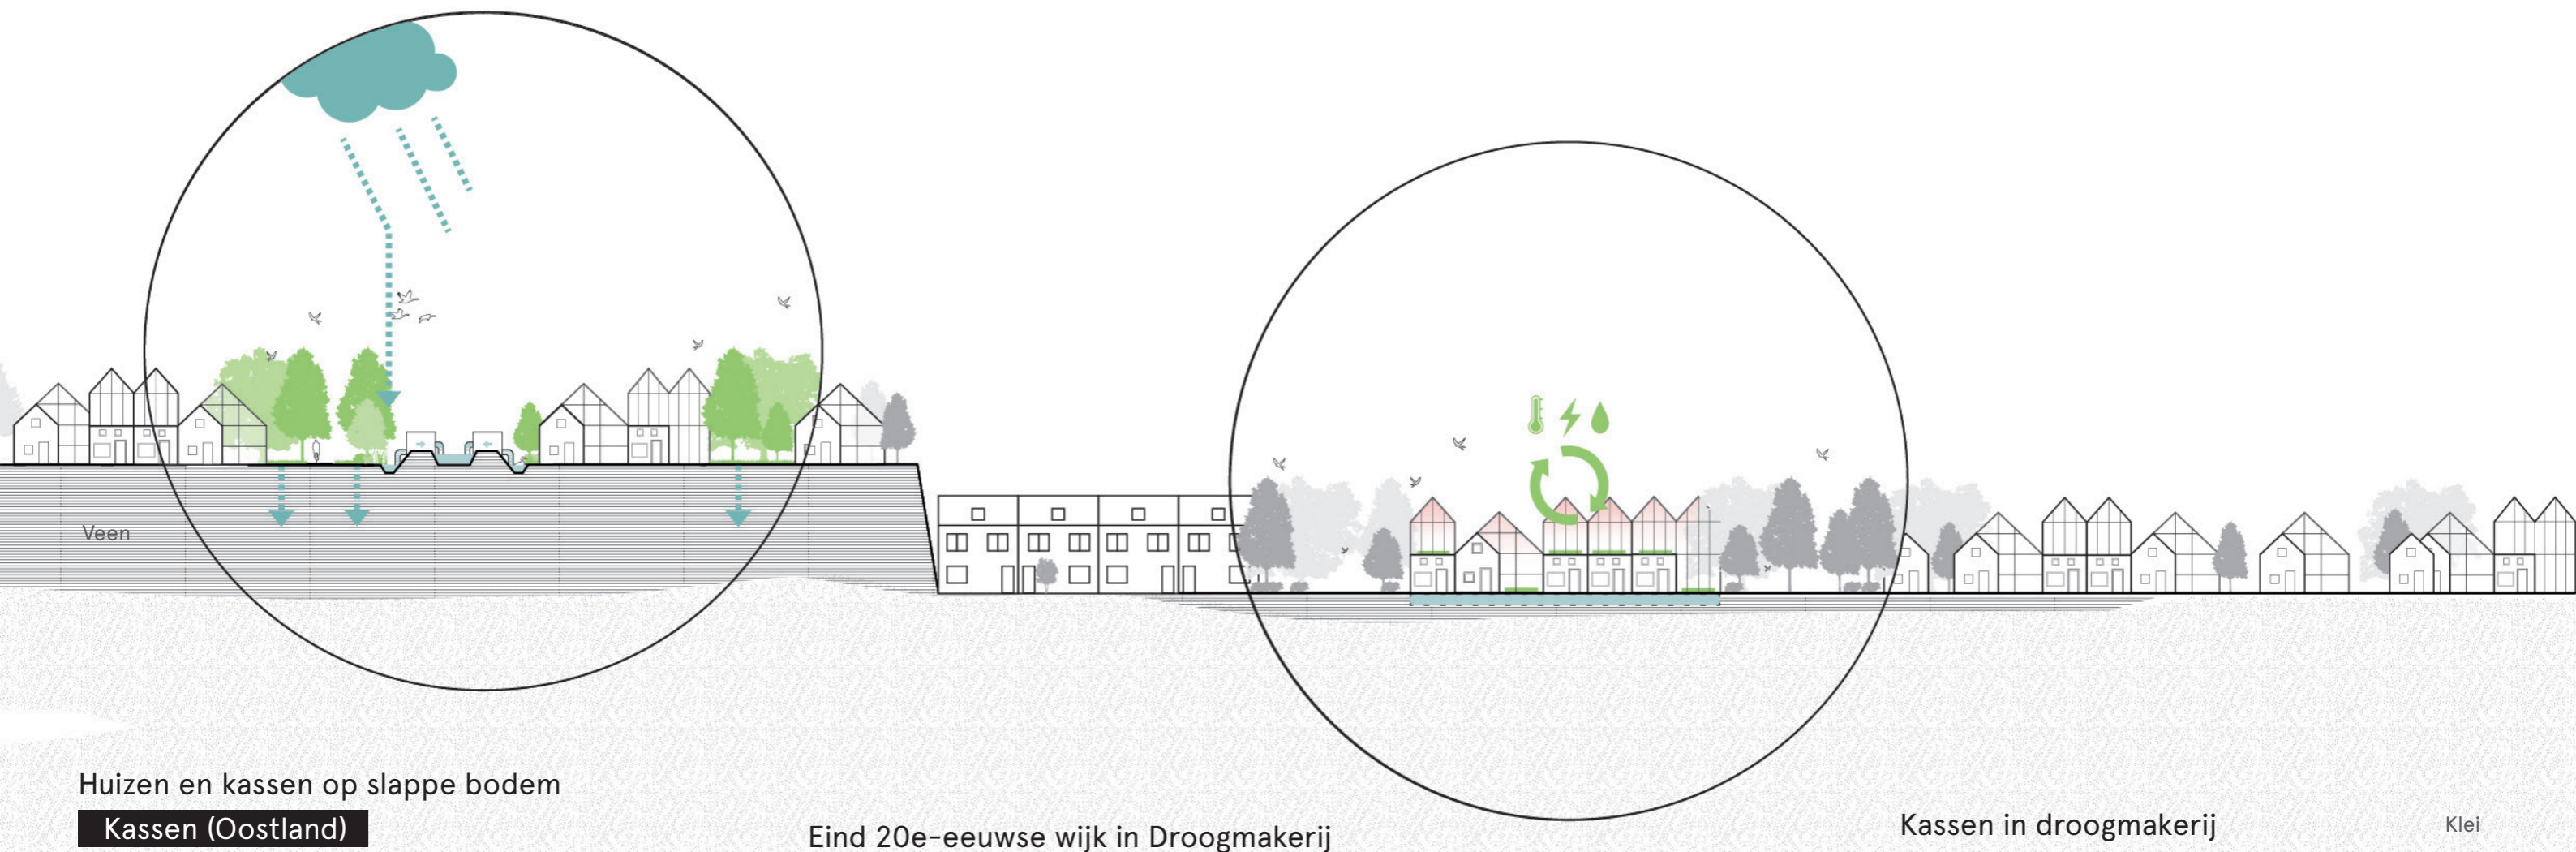 Veen
Huizen en kassen op slappe bodem
Kassen (Oostland)
Eind 20e-eeuwse wijk in Droogmakerij
Kassen in droogmakerij
Klei